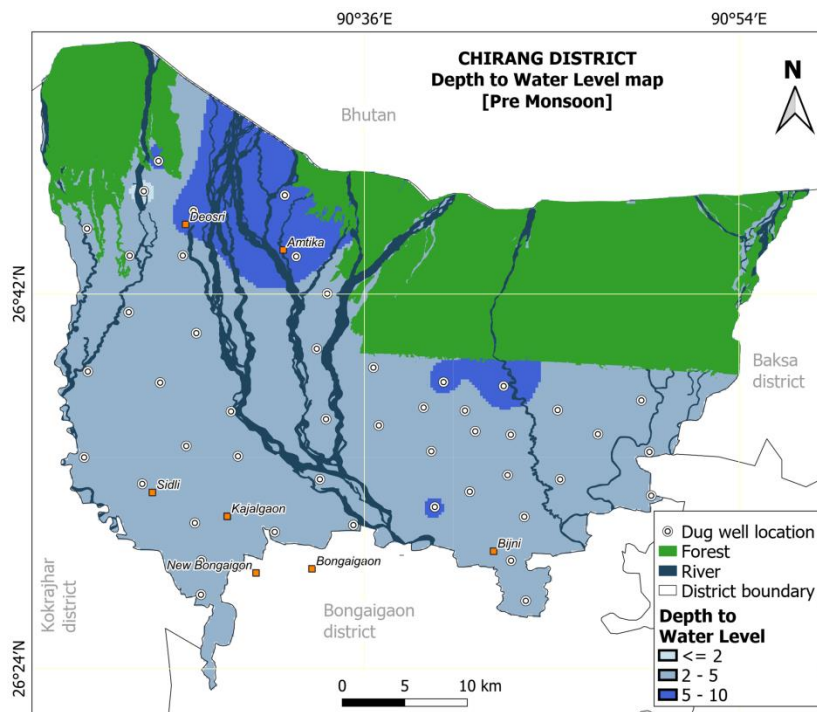 90°36′E
90°54′E
CHIRANG DISTRICT
Depth to Water Level map
[Pre Monsoon]
N
Bhutan
Deosri
Amtika
26°42′N
Baksa
district
Sidli
Kajalgaon
Bijni
New Bongaigon
Bongaigaon
Kokrajhar
district
Bongaigaon
district
26°24′N
0 5 10 km
Dug well location
Forest
River
District boundary
Depth to
Water Level
<= 2
2 - 5
5 - 10